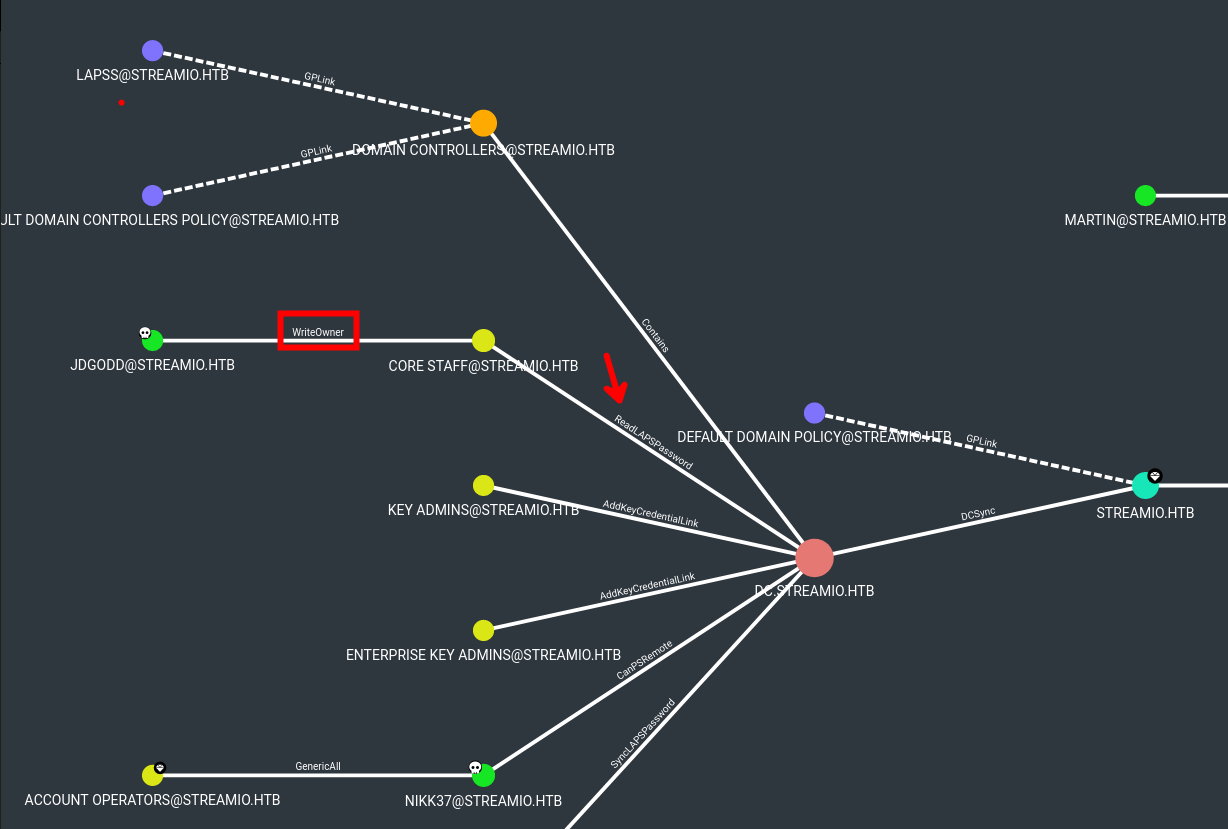 LAPSS@STREAMIO.HTB
GPLink
DOMAIN CONTROLLERS@STREAMIO.HTB
GPLink
ULT DOMAIN CONTROLLERS POLICY@STREAMIO.HTB
MARTIN@STREAMIO.HTB
WriteOwner
Contains
JDGODD@STREAMIO.HTB
CORE STAFF@STREAMIO.HTB
ReadLAPSPassword
DEFAULT DOMAIN POLICY@STREAMIO.HTB
GPLink
KEY ADMINS@STREAMIO.HTB
AddKeyCredentialLink
DCSync
STREAMIO.HTB
AddKeyCredentialLink
DC.STREAMIO.HTB
ENTERPRISE KEY ADMINS@STREAMIO.HTB
CanPSRemote
SyncLAPSPassword
GenericAll
ACCOUNT OPERATORS@STREAMIO.HTB
NIKK37@STREAMIO.HTB